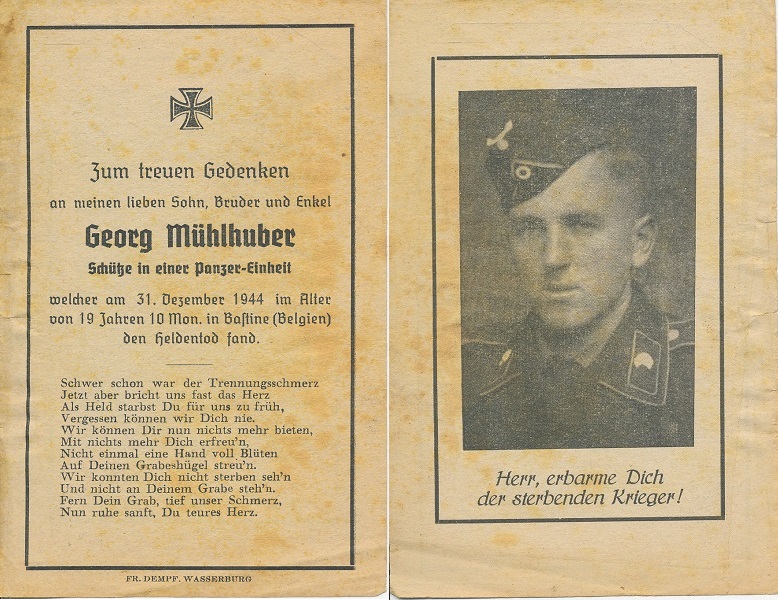 Zum treuen Gedenken
an meinen lieben Sohn, Bruder und Enkel
Georg Mühlhuber
Schütze in einer Panzer-Einheit
welcher am 31. Dezember 1944 im Alter
von 19 Jahren 10 Mon. in Bastine (Belgien)
den Heldentod fand.
Schwer schon war der Trennungsschmerz
Jetzt aber bricht uns fast das Herz
Als Held starbst Du für uns zu früh,
Vergessen können wir Dich nie.
Wir können Dir nun nichts mehr bieten,
Mit nichts mehr Dich erfreu'n,
Nicht einmal eine Hand voll Blüten
Auf Deinen Grabeshügel streu'n.
Wir konnten Dich nicht sterben seh'n
Und nicht an Deinem Grabe steh'n.
Fern Dein Grab, tief unser Schmerz,
Nun ruhe sanft, Du teures Herz.
FR. DEMPF. WASSERBURG
Herr, erbarme Dich
der sterbenden Krieger!